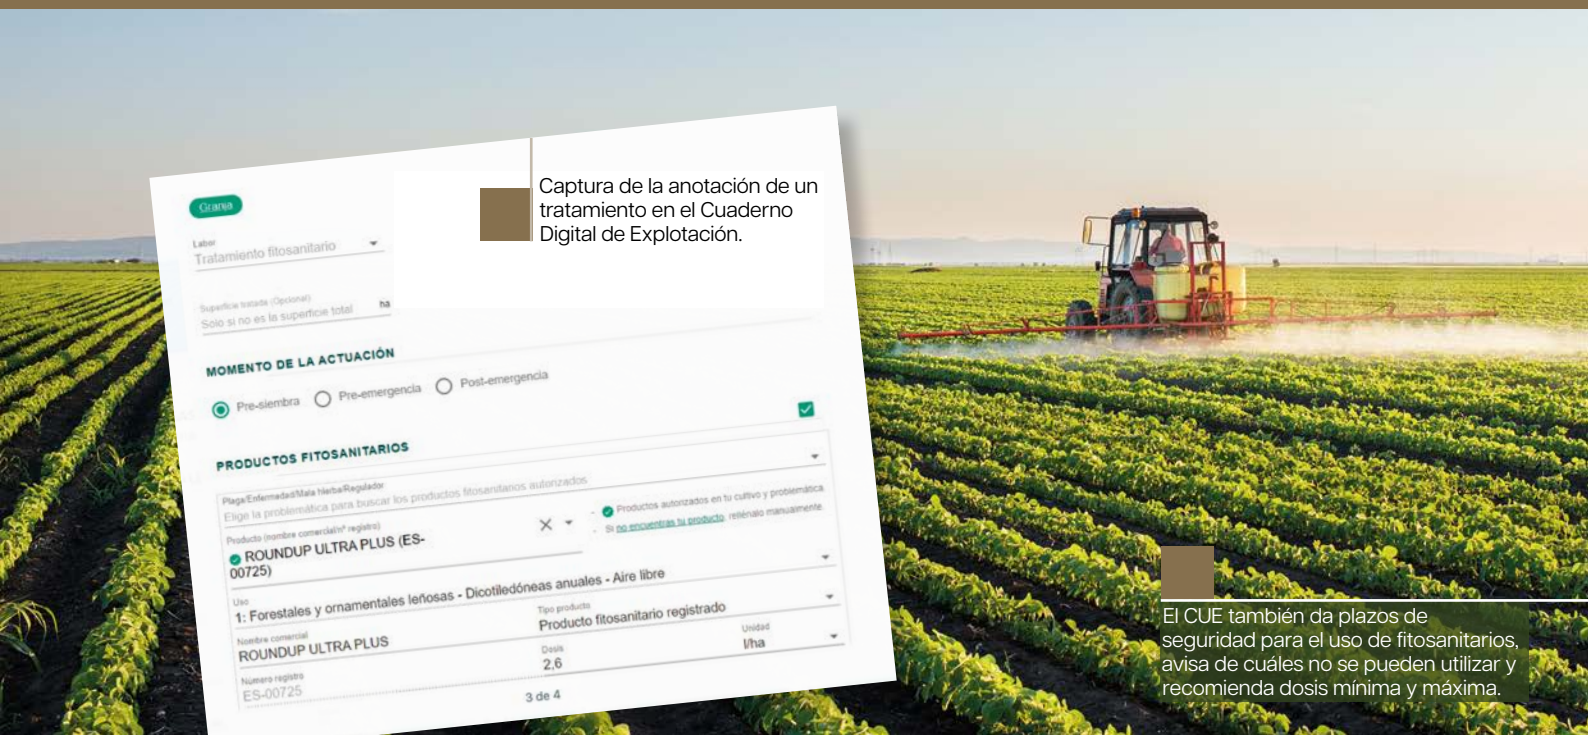 Captura de la anotación de un
tratamiento en el Cuaderno
Digital de Explotación.
Granja
Labor
Tratamiento fitosanitario
Superficie tratada (Opcional)
Solo si no es la superficie total ha
MOMENTO DE LA ACTUACIÓN
Pre-siembra Pre-emergencia Post-emergencia
PRODUCTOS FITOSANITARIOS
Plaga/Enfermedad/Mala hierba/Regulador
Elige la problemática para buscar los productos fitosanitarios autorizados
Producto (nombre comercial/nº registro)
ROUNDUP ULTRA PLUS (ES-
00725)
- Productos autorizados en tu cultivo y problemática.
- Si no encuentras tu producto, rellénalo manualmente.
Uso
1: Forestales y ornamentales leñosas - Dicotiledóneas anuales - Aire libre
Nombre comercial
ROUNDUP ULTRA PLUS
Tipo producto
Producto fitosanitario registrado
Número registro
ES-00725
Dosis
2,6
Unidad
l/ha
3 de 4
El CUE también da plazos de
seguridad para el uso de fitosanitarios,
avisa de cuáles no se pueden utilizar y
recomienda dosis mínima y máxima.